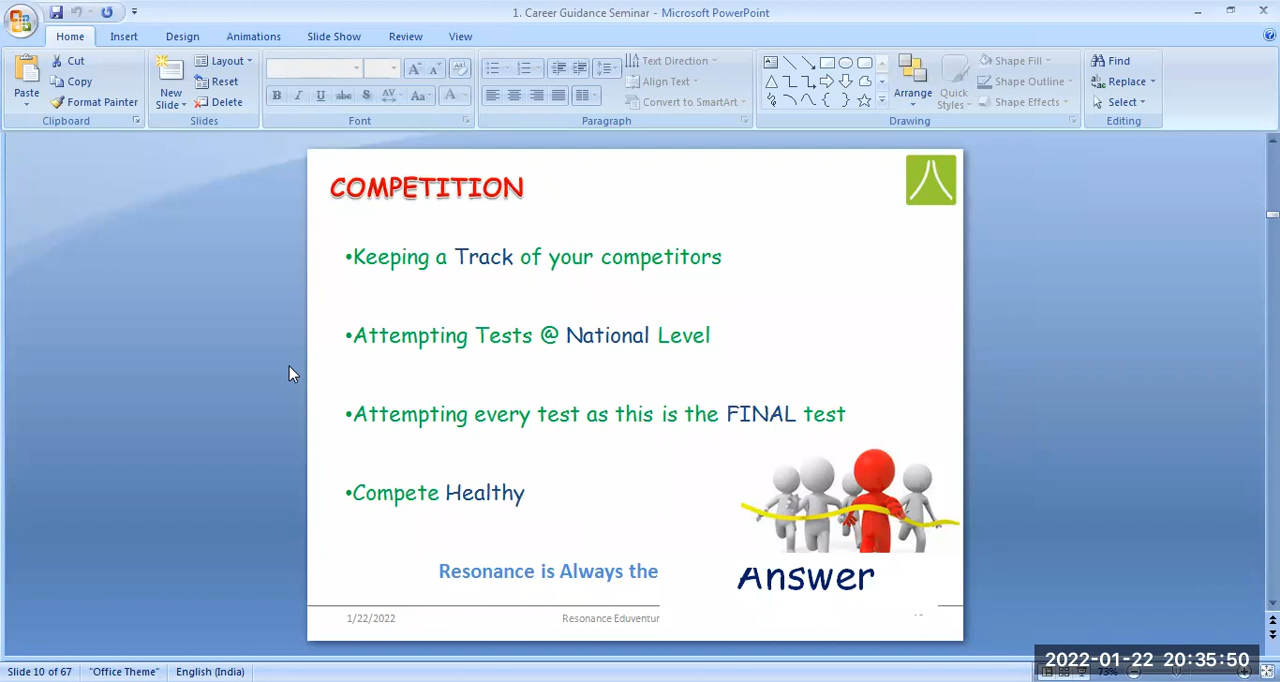 1. Career Guidance Seminar - Microsoft PowerPoint
Home Insert Design Animations Slide Show Review View
Paste Cut Copy Format Painter
New Slide Layout Reset Delete
Text Direction Align Text Convert to SmartArt
Arrange Quick Styles Shape Fill Shape Outline Shape Effects
Find Replace Select
Clipboard Slides Font Paragraph Drawing Editing
COMPETITION
•Keeping a Track of your competitors
•Attempting Tests @ National Level
•Attempting every test as this is the FINAL test
•Compete Healthy
Resonance is Always the Answer
1/22/2022 Resonance Eduventur
Slide 10 of 67 "Office Theme" English (India) 73%
2022-01-22 20:35:50